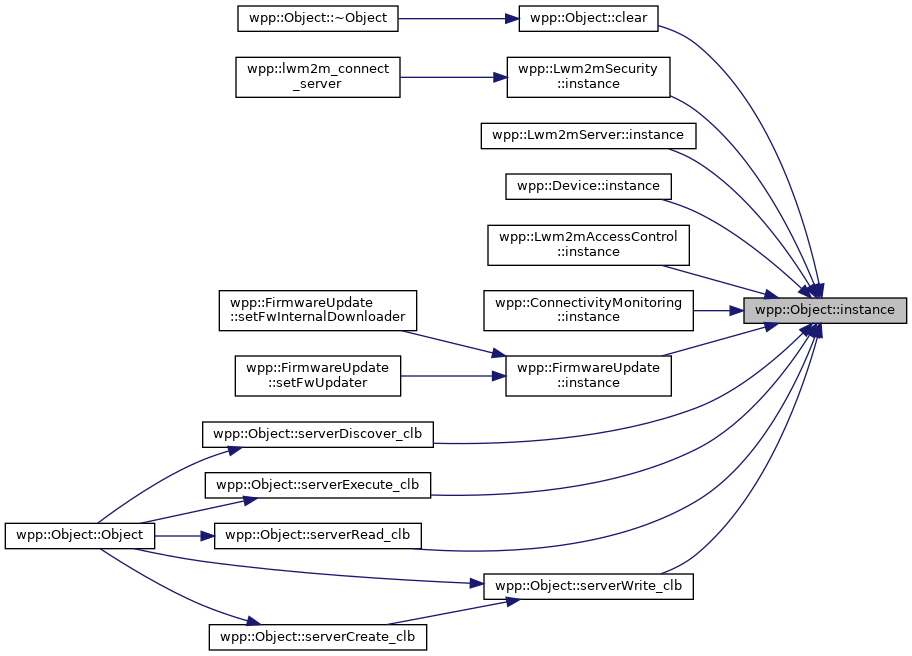 wpp::Object::~Object
wpp::Object::clear
wpp::lwm2m_connect
_server
wpp::Lwm2mSecurity
::instance
wpp::Lwm2mServer::instance
wpp::Device::instance
wpp::Lwm2mAccessControl
::instance
wpp::ConnectivityMonitoring
::instance
wpp::Object::instance
wpp::FirmwareUpdate
::setFwInternalDownloader
wpp::FirmwareUpdate
::setFwUpdater
wpp::FirmwareUpdate
::instance
wpp::Object::serverDiscover_clb
wpp::Object::serverExecute_clb
wpp::Object::Object
wpp::Object::serverRead_clb
wpp::Object::serverWrite_clb
wpp::Object::serverCreate_clb